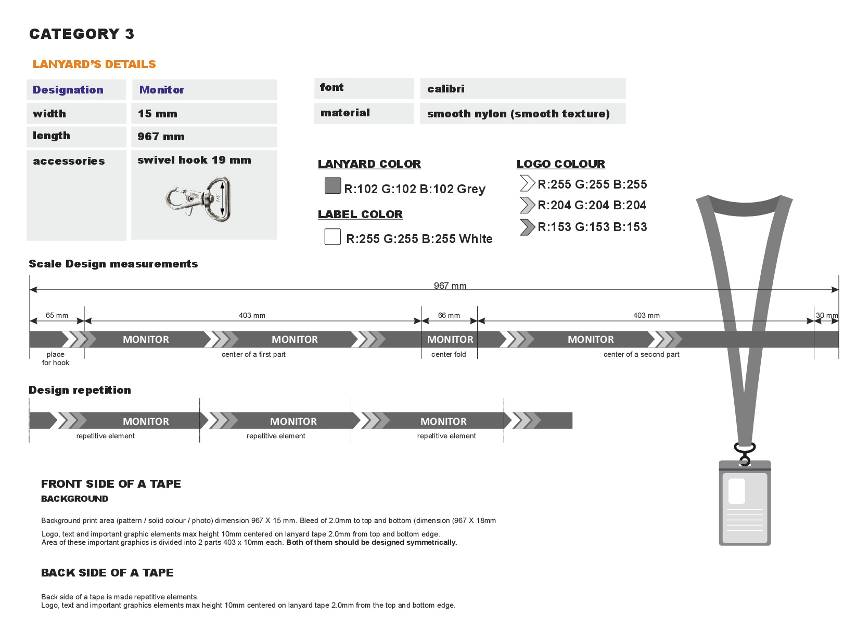 CATEGORY 3
LANYARD'S DETAILS
Designation Monitor
width 15 mm
length 967 mm
accessories swivel hook 19 mm
font calibri
material smooth nylon (smooth texture)
LANYARD COLOR
R:102 G:102 B:102 Grey
LABEL COLOR
R:255 G:255 B:255 White
LOGO COLOUR
R:255 G:255 B:255
R:204 G:204 B:204
R:153 G:153 B:153
Scale Design measurements
967 mm
65 mm 403 mm 66 mm 403 mm 30 mm
MONITOR MONITOR MONITOR MONITOR
place
for hook
center of a first part center fold center of a second part
Design repetition
MONITOR MONITOR MONITOR
repetitive element repetitive element repetitive element
FRONT SIDE OF A TAPE
BACKGROUND
Background print area (pattern / solid colour / photo) dimension 967 X 15 mm. Bleed of 2.0mm to top and bottom (dimension (967 X 18mm
Logo, text and important graphic elements max height 10mm centered on lanyard tape 2.0mm from top and bottom edge.
Area of these important graphics is divided into 2 parts 403 x 10mm each. Both of them should be designed symmetrically.
BACK SIDE OF A TAPE
Back side of a tape is made repetitive elements.
Logo, text and important graphics elements max height 10mm centered on lanyard tape 2.0mm from the top and bottom edge.